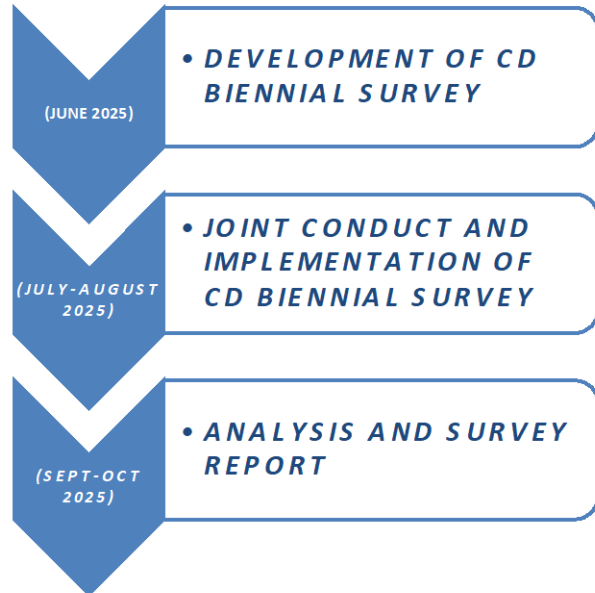 (JUNE 2025)
• DEVELOPMENT OF CD
BIENNIAL SURVEY
(JULY-AUGUST
2025)
• JOINT CONDUCT AND
IMPLEMENTATION OF
CD BIENNIAL SURVEY
(SEPT-OCT
2025)
• ANALYSIS AND SURVEY
REPORT